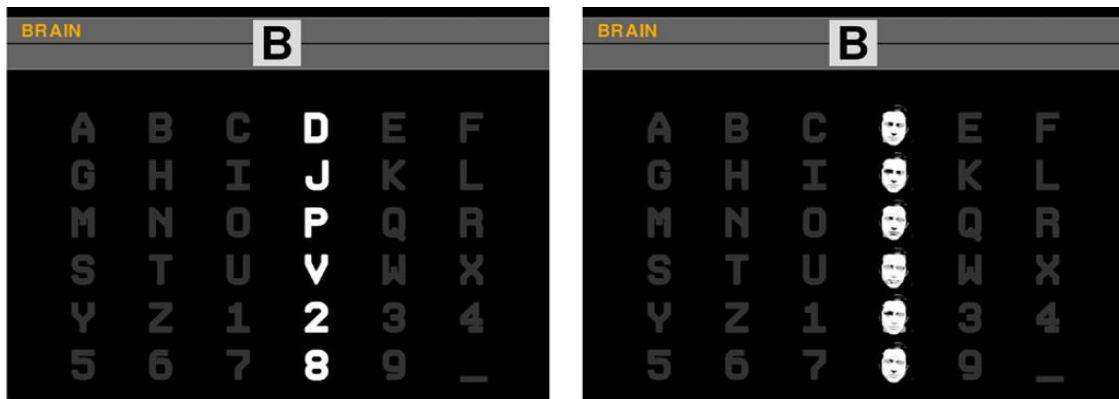 BRAIN
B
A B C D E F
G H I J K L
M N O P Q R
S T U V W X
Y Z 1 2 3 4
5 6 7 8 9 _
BRAIN
B
A B C E F
G H I K L
M N O Q R
S T U W X
Y Z 1 3 4
5 6 7 9 _